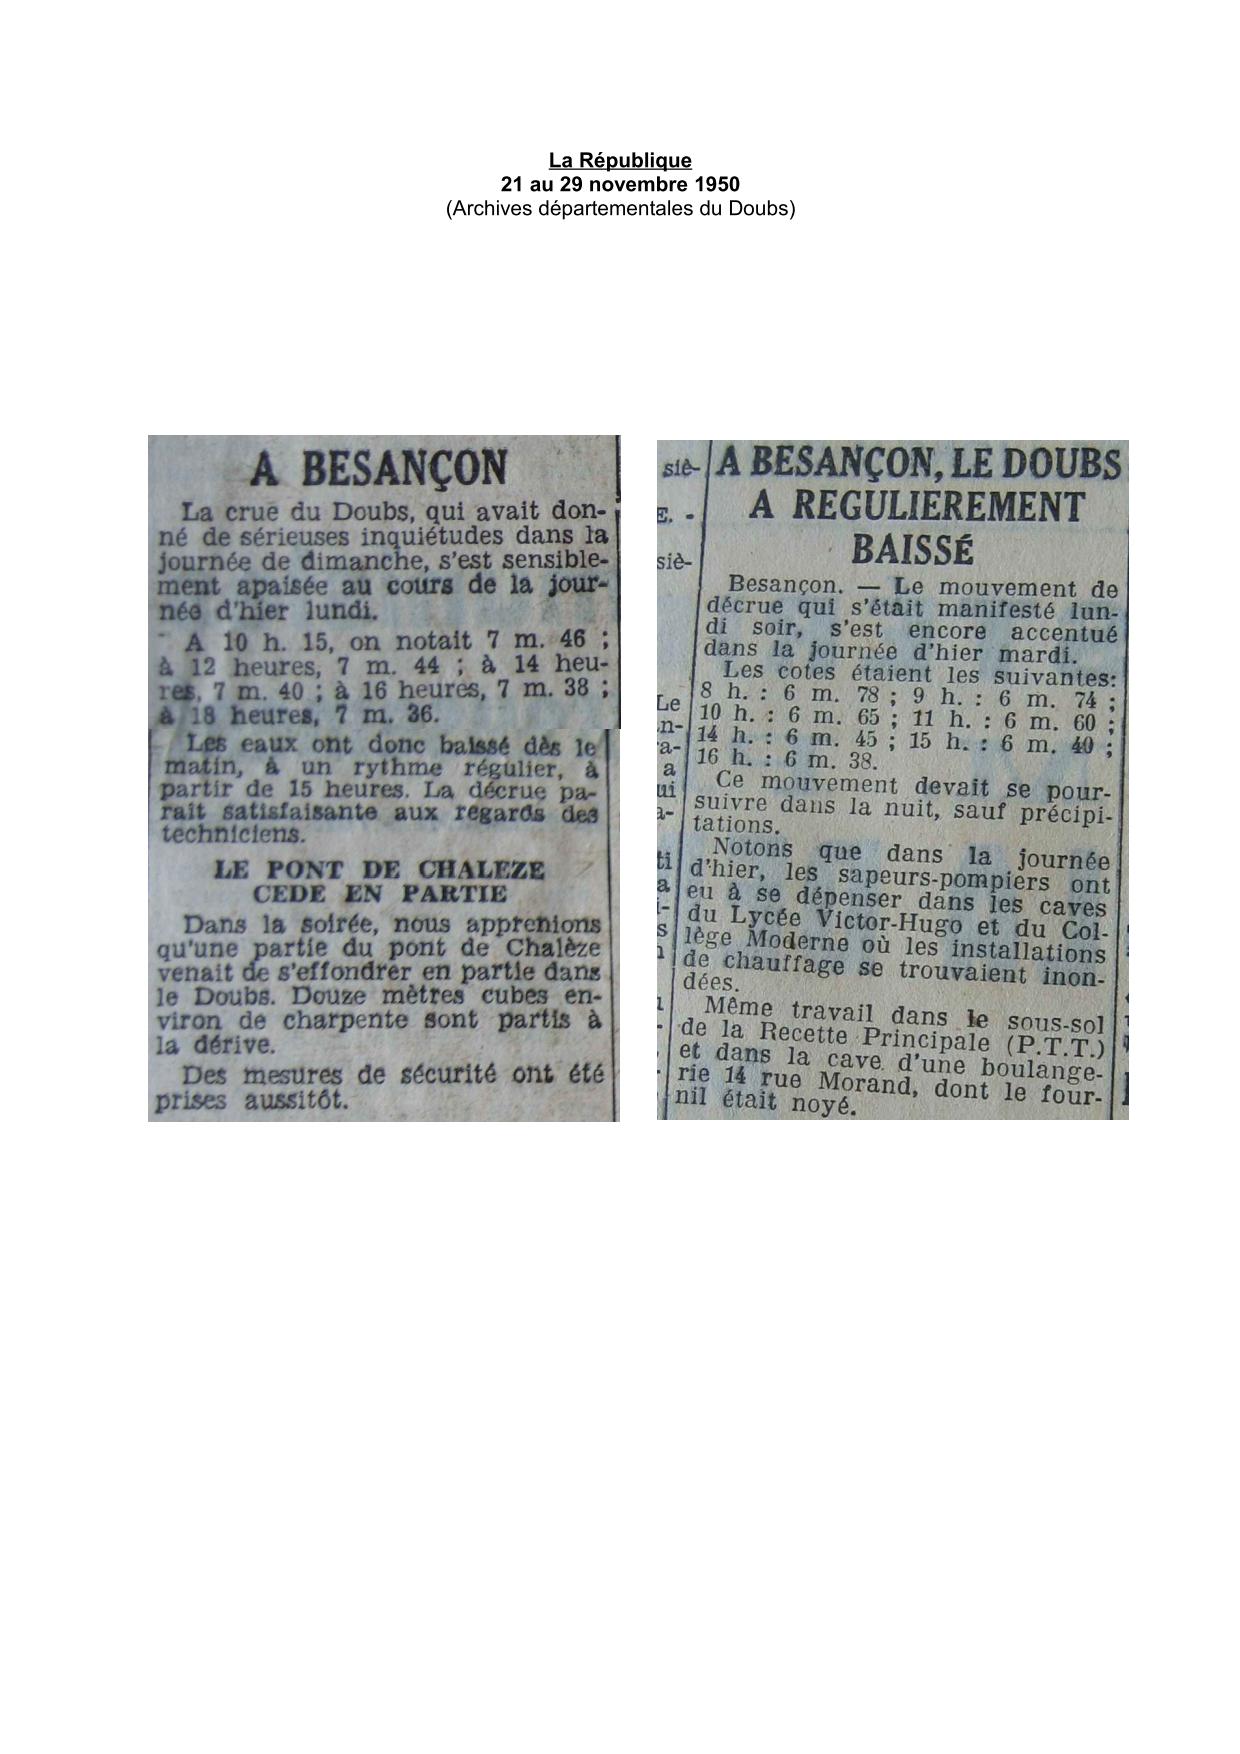 La République
21 au 29 novembre 1950
(Archives départementales du Doubs)
A BESANÇON
La crue du Doubs, qui avait don-
né de sérieuses inquiétudes dans la
journée de dimanche, s'est sensible-
ment apaisée au cours de la jour-
née d'hier lundi.
A 10 h. 15, on notait 7 m. 46 ;
à 12 heures, 7 m. 44 ; à 14 heu-
res, 7 m. 40 ; à 16 heures, 7 m. 38 ;
à 18 heures, 7 m. 36.
Les eaux ont donc baissé dès le
matin, à un rythme régulier, à
partir de 15 heures. La décrue pa-
rait satisfaisante aux regards des
techniciens.
LE PONT DE CHALEZE
CEDE EN PARTIE
Dans la soirée, nous apprenions
qu'une partie du pont de Chalèze
venait de s'effondrer en partie dans
le Doubs. Douze mètres cubes en-
viron de charpente sont partis à
la dérive.
Des mesures de sécurité ont été
prises aussitôt.
A BESANÇON, LE DOUBS
A REGULIEREMENT
BAISSÉ
Besançon. — Le mouvement de
décrue qui s'était manifesté lun-
di soir, s'est encore accentué
dans la journée d'hier mardi.
Les cotes étaient les suivantes:
8 h. : 6 m. 78 ; 9 h. : 6 m. 74 ;
10 h. : 6 m. 65 ; 11 h. : 6 m. 60 ;
14 h. : 6 m. 45 ; 15 h. : 6 m. 40 ;
16 h. : 6 m. 38.
Ce mouvement devait se pour-
suivre dans la nuit, sauf précipi-
tations.
Notons que dans la journée
d'hier, les sapeurs-pompiers ont
eu à se dépenser dans les caves
du Lycée Victor-Hugo et du Col-
lège Moderne où les installations
de chauffage se trouvaient inon-
dées.
Même travail dans le sous-sol
de la Recette Principale (P.T.T.)
et dans la cave d'une boulange-
rie 14 rue Morand, dont le four-
nil était noyé.
siè-
E. -
siè-
Le
n-
a-
a
ui
a-
ti
a
i-
s
n